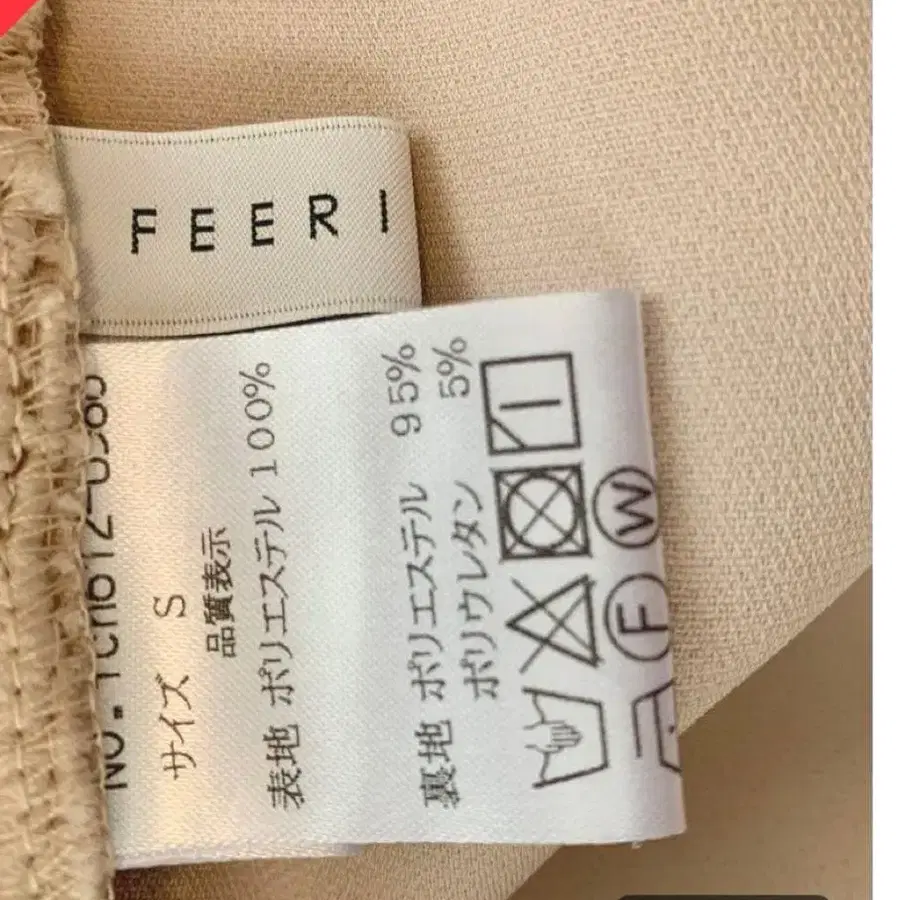 FEERI
サイズ S
品質表示
表地 ポリエステル 100%
裏地 ポリエステル 95%
ポリウレタン 5%
F W